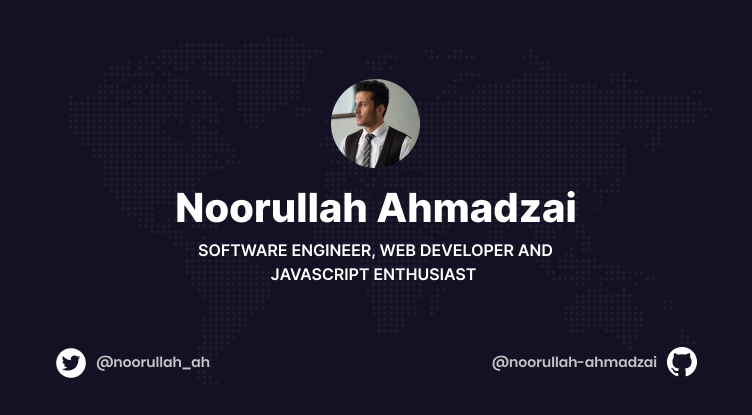 Noorullah Ahmadzai
SOFTWARE ENGINEER, WEB DEVELOPER AND
JAVASCRIPT ENTHUSIAST
@noorullah_ah
@noorullah-ahmadzai